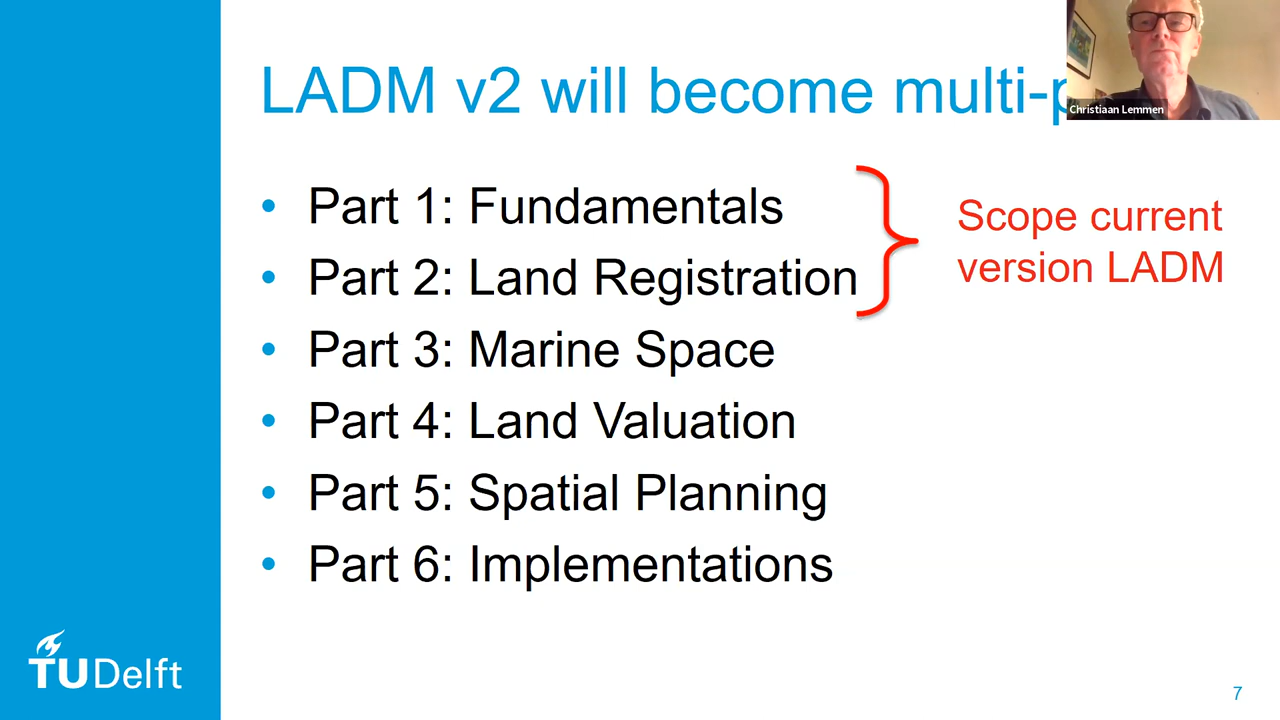 LADM v2 will become multi-p
Christiaan Lemmen
• Part 1: Fundamentals
• Part 2: Land Registration
• Part 3: Marine Space
• Part 4: Land Valuation
• Part 5: Spatial Planning
• Part 6: Implementations
Scope current
version LADM
TUDelft
7